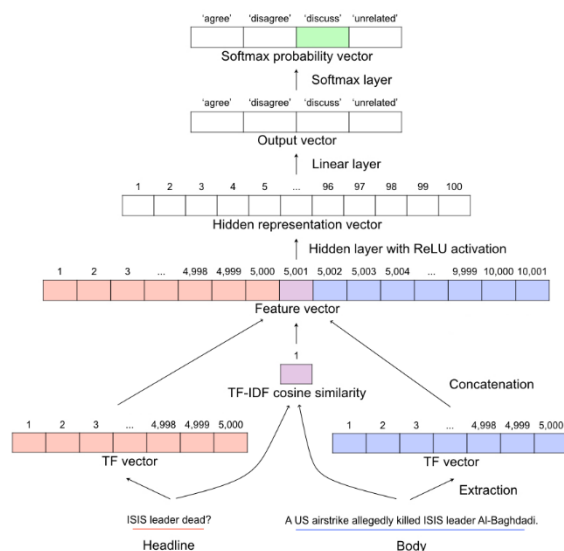 'agree' 'disagree' 'discuss' 'unrelated'
Softmax probability vector
Softmax layer
'agree' 'disagree' 'discuss' 'unrelated'
Output vector
Linear layer
1 2 3 4 5 ... 96 97 98 99 100
Hidden representation vector
Hidden layer with ReLU activation
1 2 3 ... 4,998 4,999 5,000 5,001 5,002 5,003 5,004 ... 9,999 10,000 10,001
Feature vector
1
TF-IDF cosine similarity
Concatenation
1 2 3 ... 4,998 4,999 5,000
TF vector
1 2 3 ... 4,998 4,999 5,000
TF vector
Extraction
ISIS leader dead?
Headline
A US airstrike allegedly killed ISIS leader Al-Baghdadi.
Body